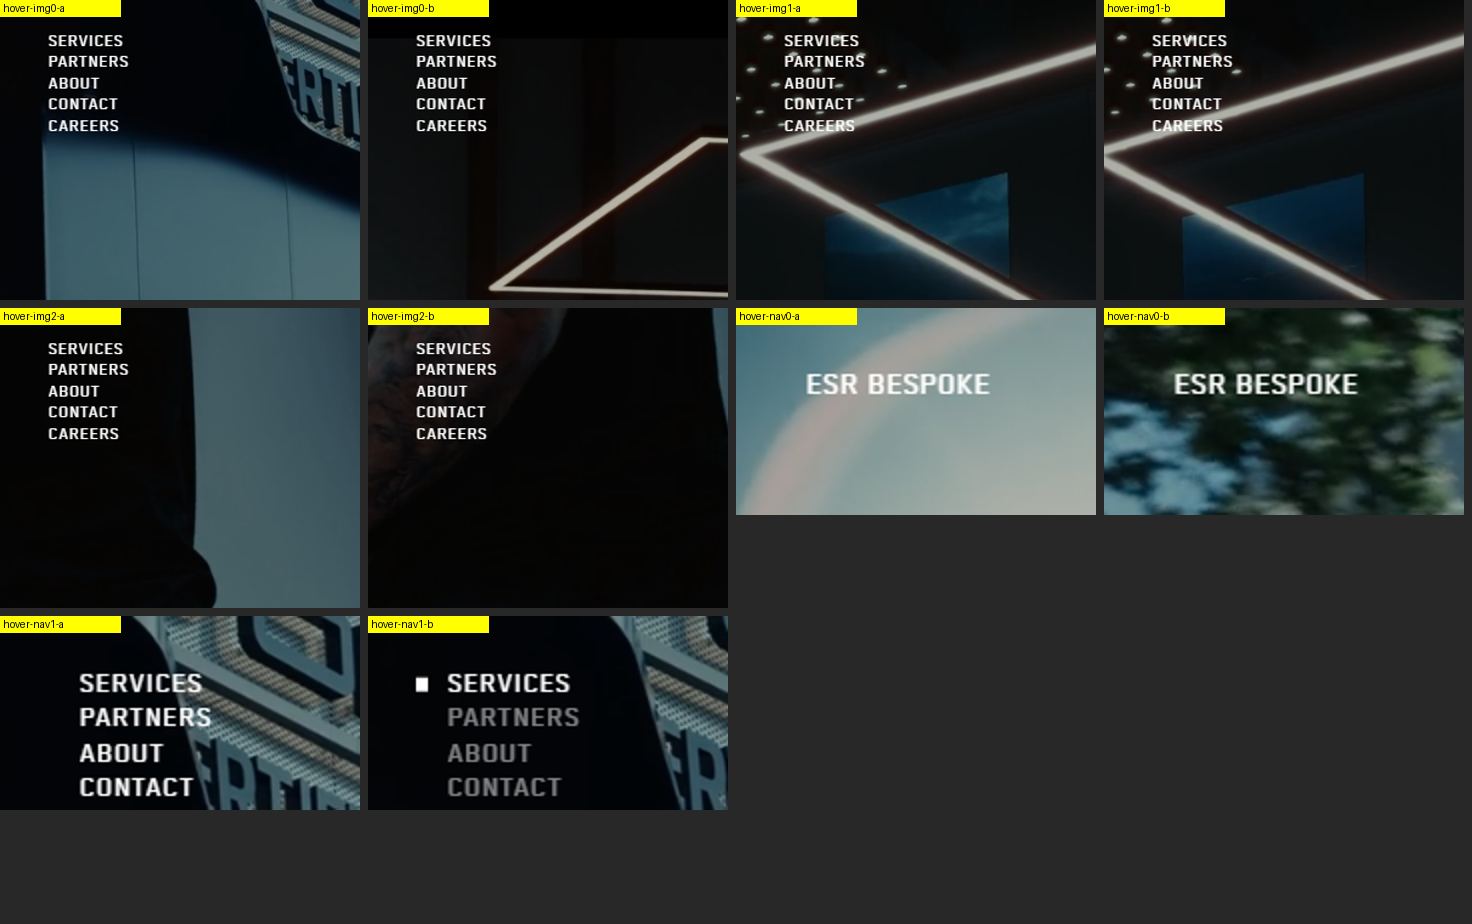 hover-img0-a
SERVICES
PARTNERS
ABOUT
CONTACT
CAREERS
hover-img0-b
SERVICES
PARTNERS
ABOUT
CONTACT
CAREERS
hover-img1-a
SERVICES
PARTNERS
ABOUT
CONTACT
CAREERS
hover-img1-b
SERVICES
PARTNERS
ABOUT
CONTACT
CAREERS
hover-img2-a
SERVICES
PARTNERS
ABOUT
CONTACT
CAREERS
hover-img2-b
SERVICES
PARTNERS
ABOUT
CONTACT
CAREERS
hover-nav0-a
ESR BESPOKE
hover-nav0-b
ESR BESPOKE
hover-nav1-a
SERVICES
PARTNERS
ABOUT
CONTACT
hover-nav1-b
SERVICES
PARTNERS
ABOUT
CONTACT